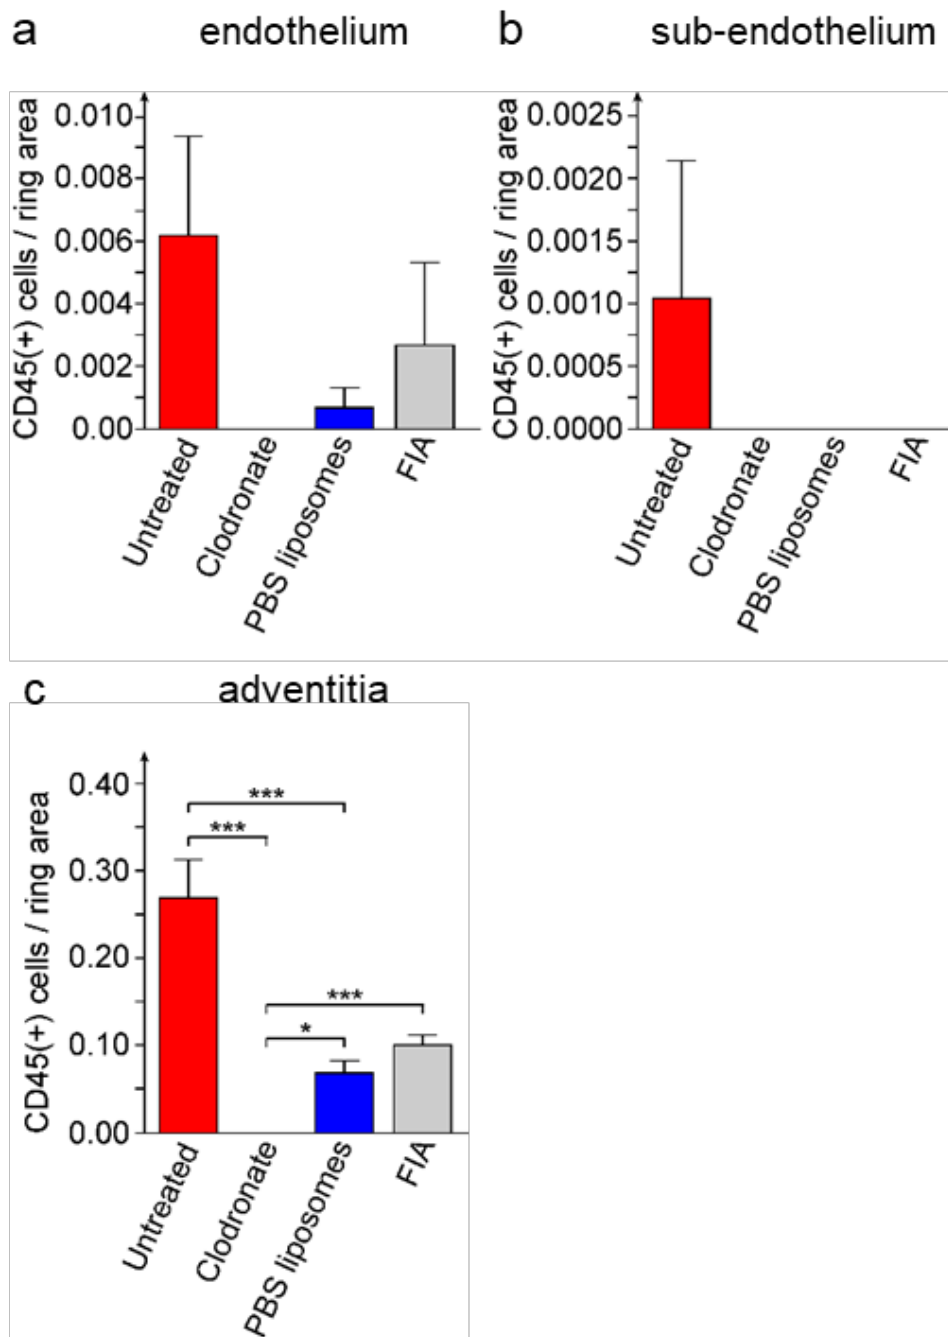 a endothelium
CD45(+) cells / ring area
0.010
0.008
0.006
0.004
0.002
0.00
Untreated
Clodronate
PBS liposomes
FIA
b sub-endothelium
CD45(+) cells / ring area
0.0025
0.0020
0.0015
0.0010
0.0005
0.0000
Untreated
Clodronate
PBS liposomes
FIA
c adventitia
CD45(+) cells / ring area
0.40
0.30
0.20
0.10
0.00
***
***
***
*
Untreated
Clodronate
PBS liposomes
FIA